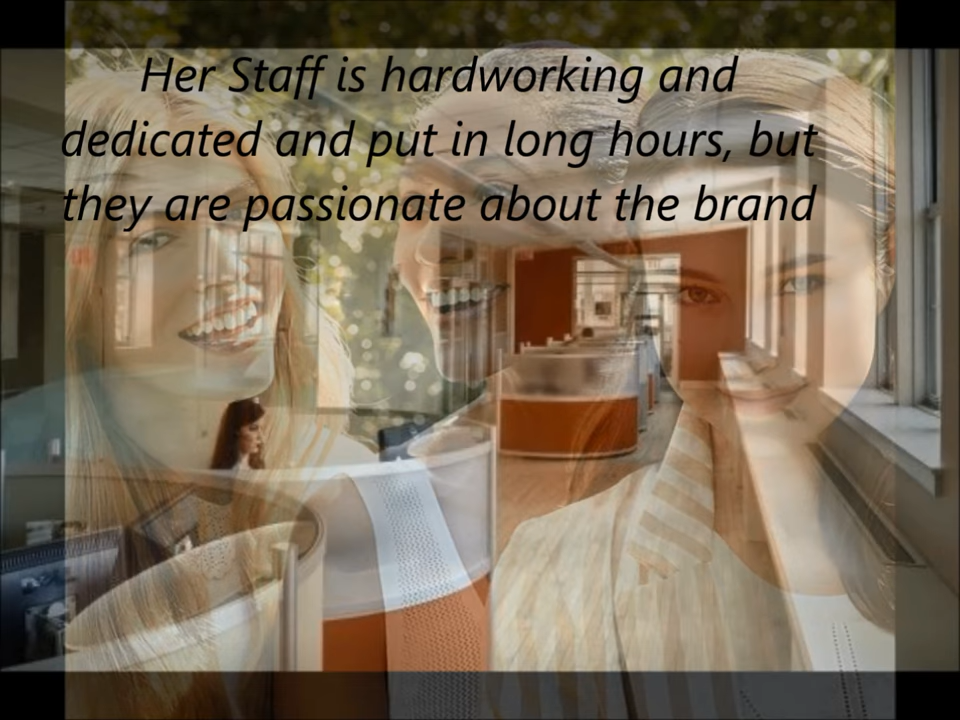 Her Staff is hardworking and
dedicated and put in long hours, but
they are passionate about the brand